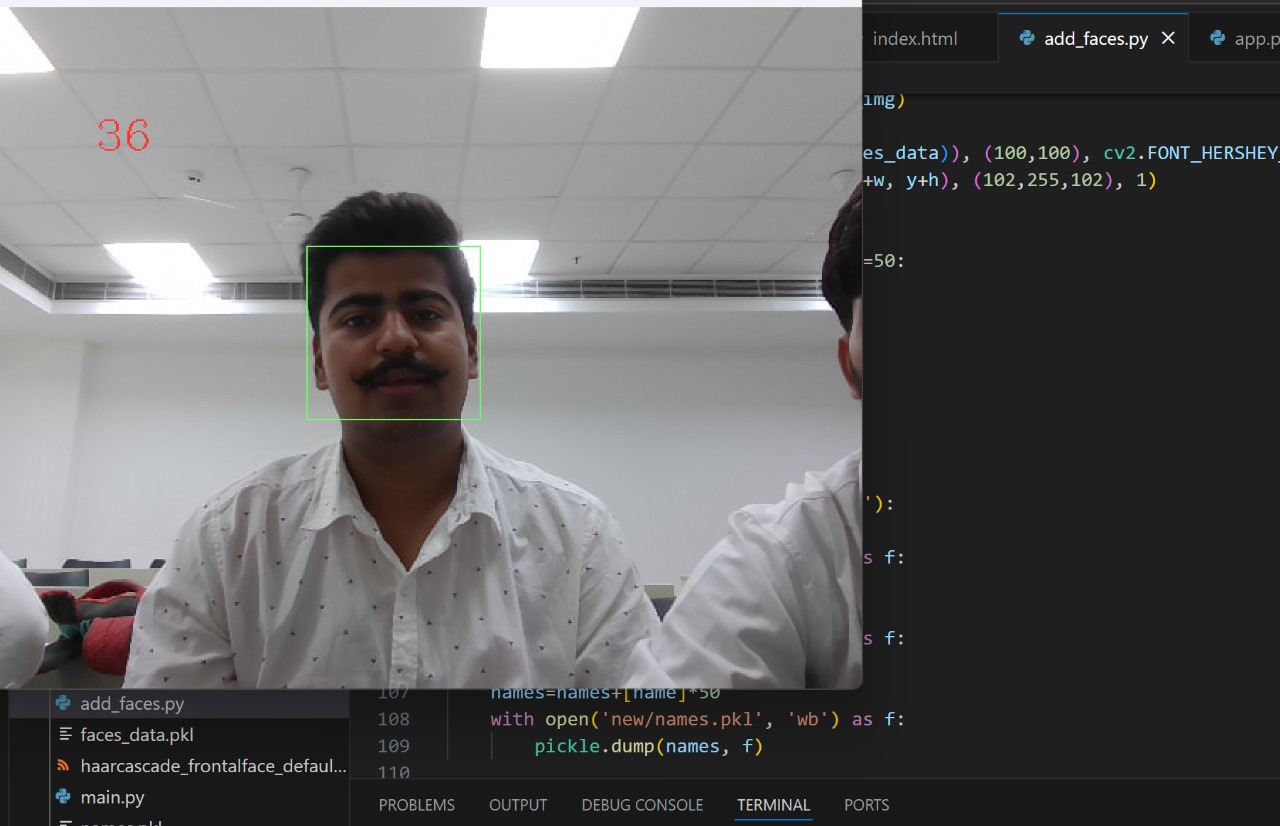 index.html
add_faces.py
app.p
img)
36
es_data)), (100,100), cv2.FONT_HERSHEY_
+w, y+h), (102,255,102), 1)
=50:
'):
s f:
s f:
107 names=names+[name]*50
add_faces.py
108 with open('new/names.pkl', 'wb') as f:
faces_data.pkl
109 pickle.dump(names, f)
haarcascade_frontalface_defaul...
110
main.py
PROBLEMS OUTPUT DEBUG CONSOLE TERMINAL PORTS
names.pkl